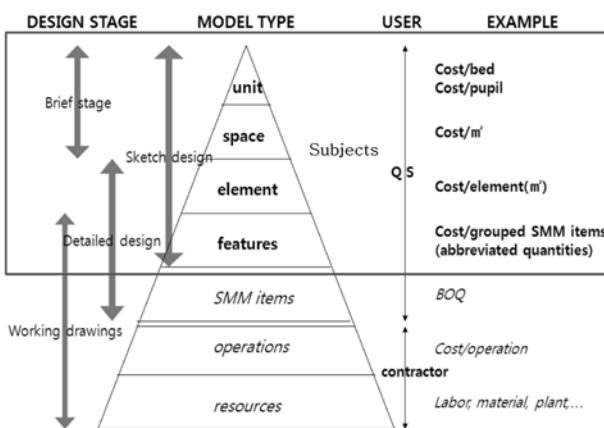 DESIGN STAGE MODEL TYPE USER EXAMPLE
unit
Cost/bed
Cost/pupil
Brief stage
space
Cost/㎡
Sketch design
Subjects
QS
element
Cost/element(㎡)
Detailed design
features
Cost/grouped SMM items
(abbreviated quantities)
SMM items
BOQ
Working drawings
operations
Cost/operation
contractor
resources
Labor, material, plant,...